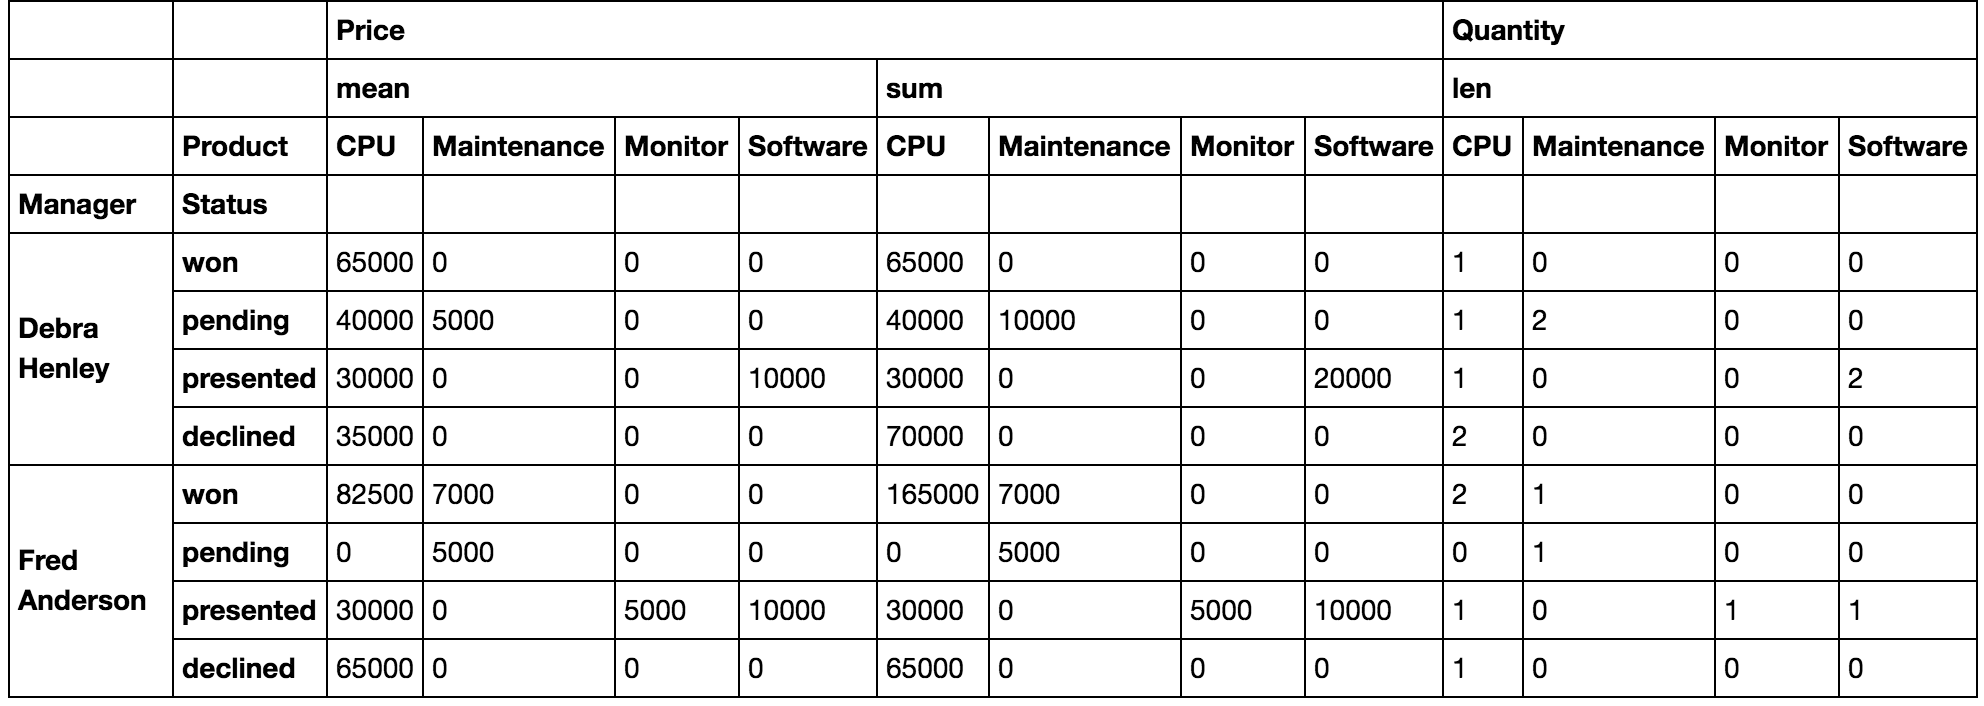 Price Quantity
mean sum len
Product CPU Maintenance Monitor Software CPU Maintenance Monitor Software CPU Maintenance Monitor Software
Manager Status
Debra
Henley
won 65000 0 0 0 65000 0 0 0 1 0 0 0
pending 40000 5000 0 0 40000 10000 0 0 1 2 0 0
presented 30000 0 0 10000 30000 0 0 20000 1 0 0 2
declined 35000 0 0 0 70000 0 0 0 2 0 0 0
Fred
Anderson
won 82500 7000 0 0 165000 7000 0 0 2 1 0 0
pending 0 5000 0 0 0 5000 0 0 0 1 0 0
presented 30000 0 5000 10000 30000 0 5000 10000 1 0 1 1
declined 65000 0 0 0 65000 0 0 0 1 0 0 0